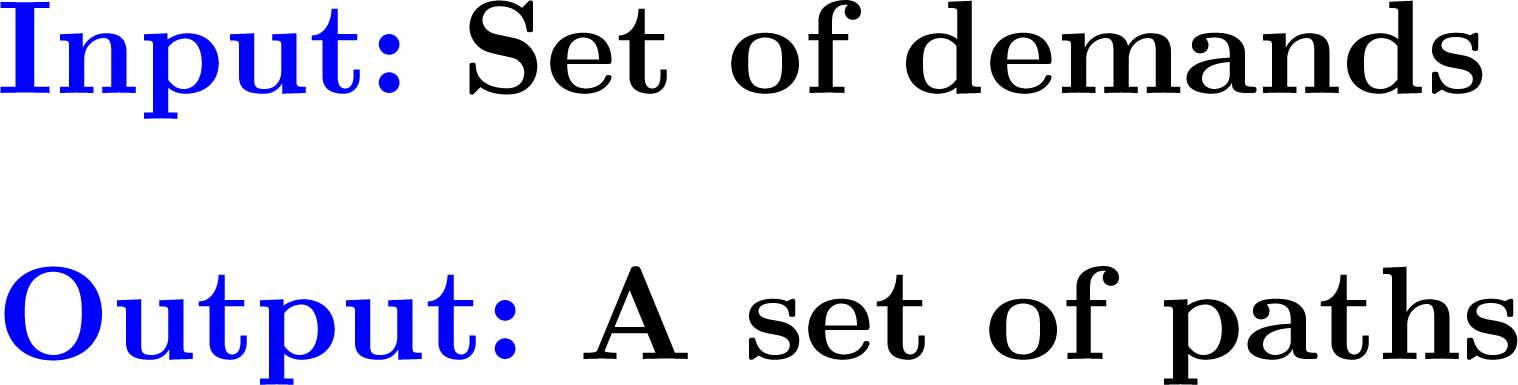 Input: Set of demands
Output: A set of paths